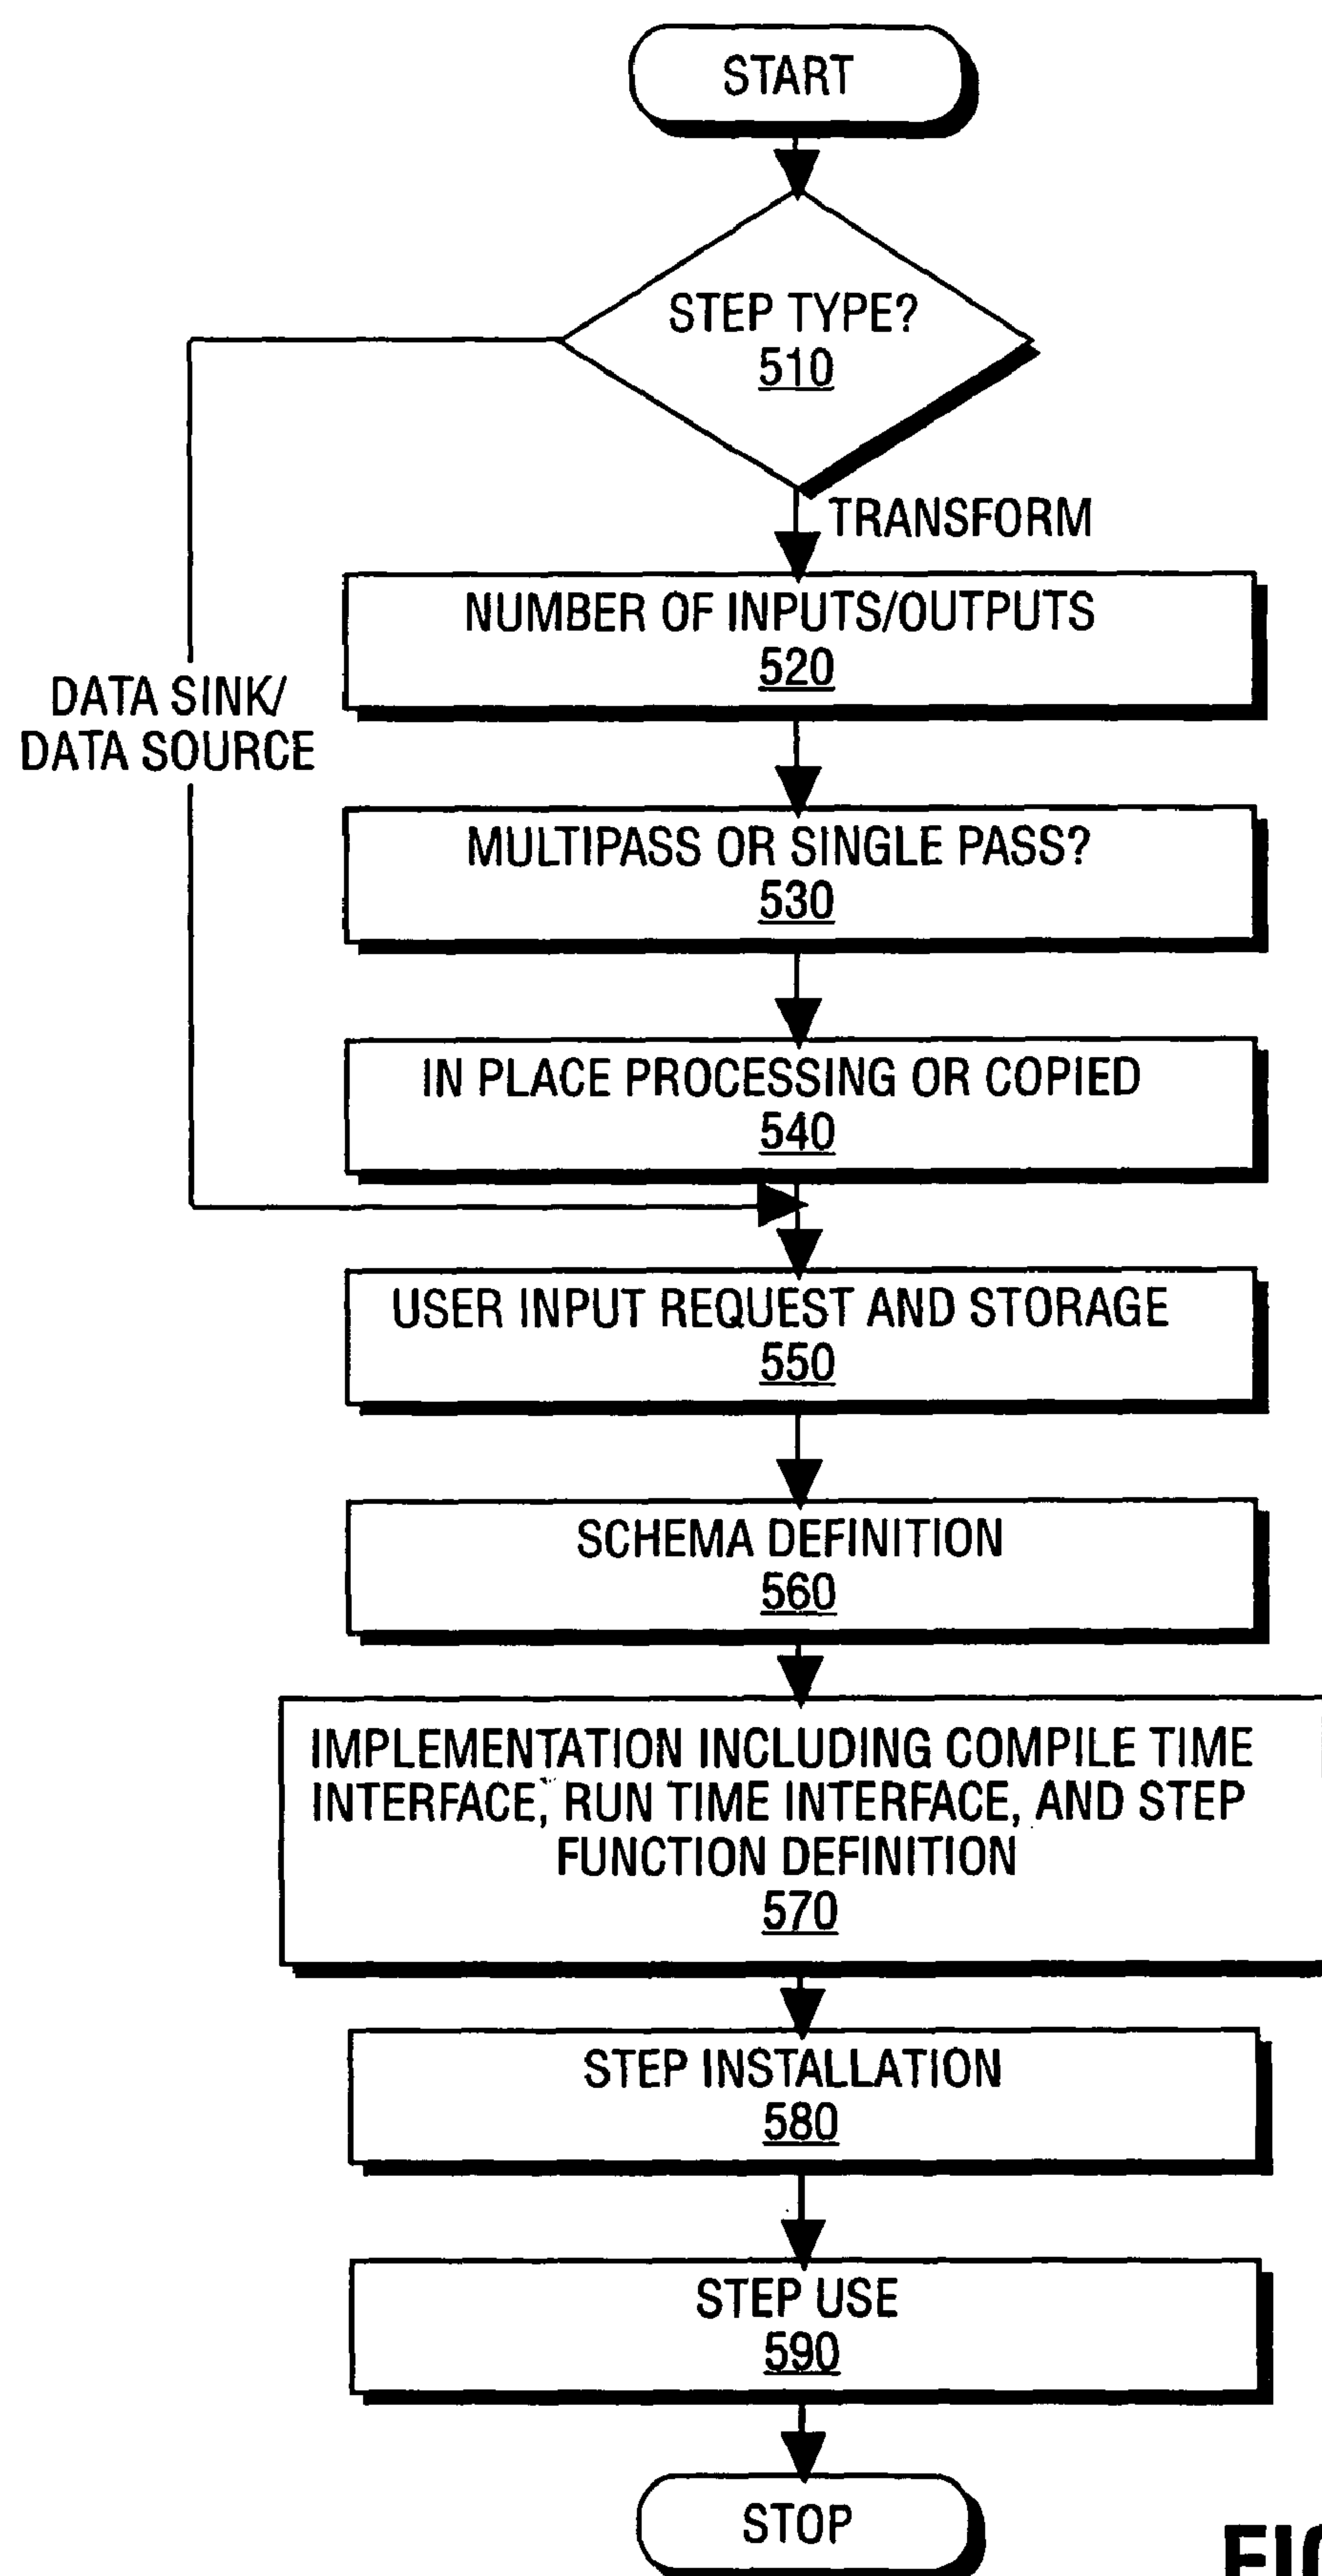 START
STEP TYPE?
510
TRANSFORM
NUMBER OF INPUTS/OUTPUTS
520
DATA SINK/
DATA SOURCE
MULTIPASS OR SINGLE PASS?
530
IN PLACE PROCESSING OR COPIED
540
USER INPUT REQUEST AND STORAGE
550
SCHEMA DEFINITION
560
IMPLEMENTATION INCLUDING COMPILE TIME
INTERFACE, RUN TIME INTERFACE, AND STEP
FUNCTION DEFINITION
570
STEP INSTALLATION
580
STEP USE
590
STOP